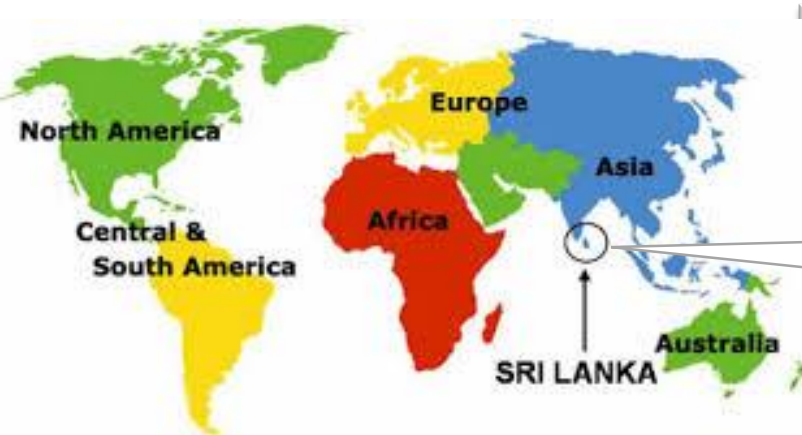 Europe
North America
Asia
Africa
Central &
South America
Australia
SRI LANKA